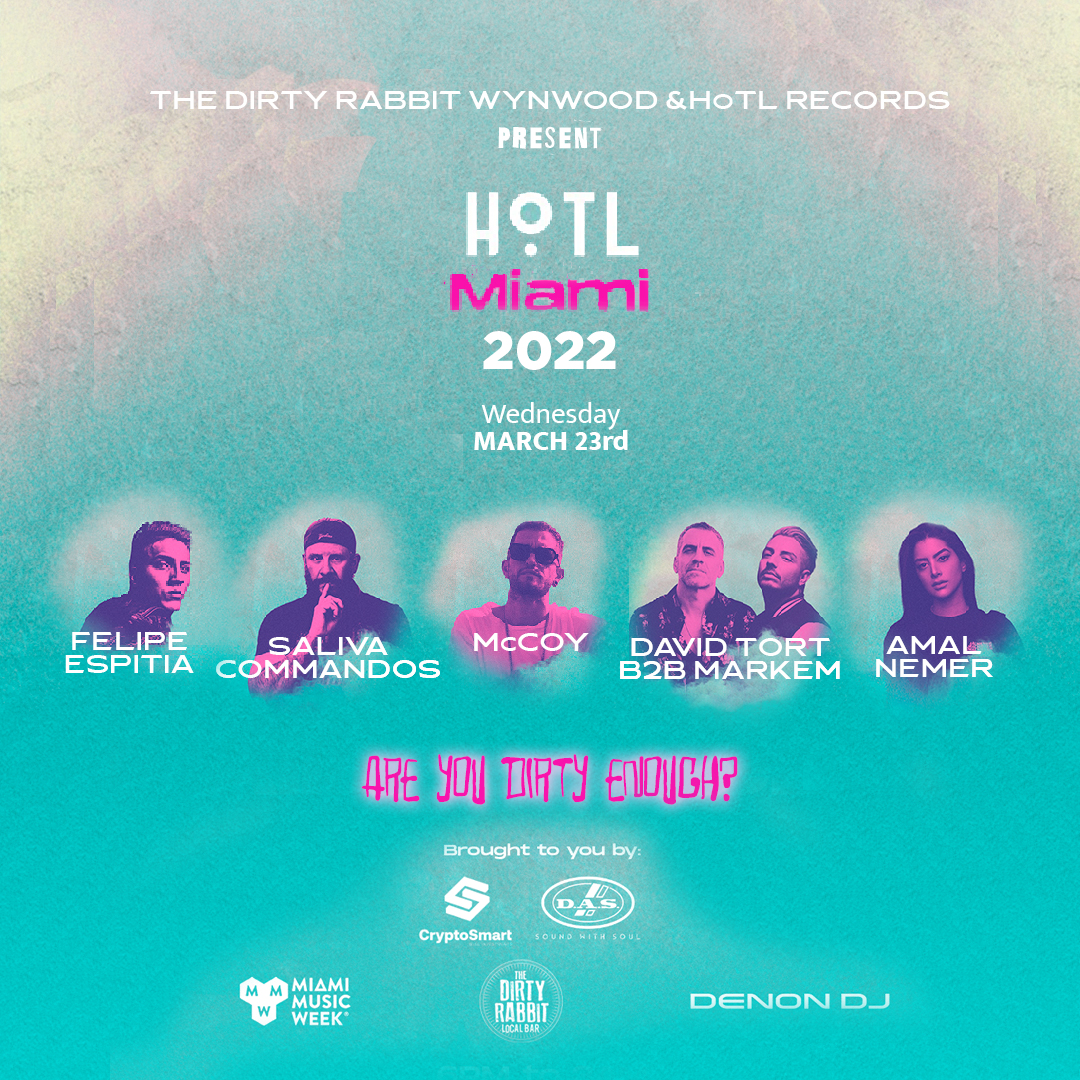 THE DIRTY RABBIT WYNWOOD &HoTL RECORDS
PRESENT
HoTL
Miami
2022
Wednesday
MARCH 23rd
FELIPE
ESPITIA
SALIVA
COMMANDOS
McCOY
DAVID TORT
B2B MARKEM
AMAL
NEMER
ARE YOU DIRTY ENOUGH?
Brought to you by:
CryptoSmart
D.A.S.
SOUND WITH SOUL
M M
W
MIAMI
MUSIC
WEEK®
THE
DIRTY
RABBIT
LOCAL BAR
DENON DJ